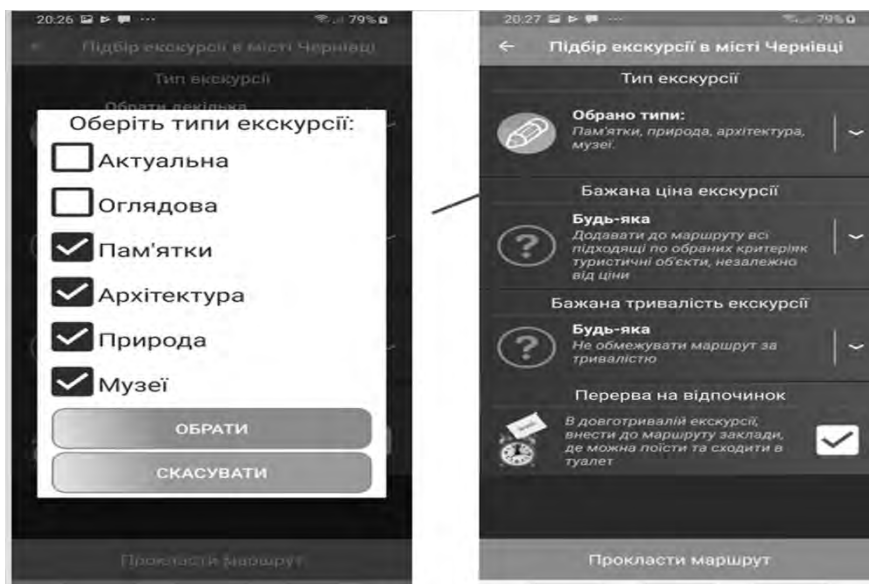 20:26 79%
Підбір екскурсії в місті Чернівці
Тип екскурсії
Обрати декілька
Оберіть типи екскурсії:
Актуальна
Оглядова
Пам'ятки
Архітектура
Природа
Музеї
ОБРАТИ
СКАСУВАТИ
Прокласти маршрут
20:27 79%
Підбір екскурсії в місті Чернівці
Тип екскурсії
Обрано типи:
Пам'ятки, природа, архітектура,
музеї.
Бажана ціна екскурсії
Будь-яка
Додавати до маршруту всі
підходящі по обраних критеріяк
туристичні об'єкти, незалежно
від ціни
Бажана тривалість екскурсії
Будь-яка
Не обмежувати маршрут за
тривалістю
Перерва на відпочинок
В довготривалій екскурсії,
внести до маршруту заклади,
де можна поїсти та сходити в
туалет
Прокласти маршрут